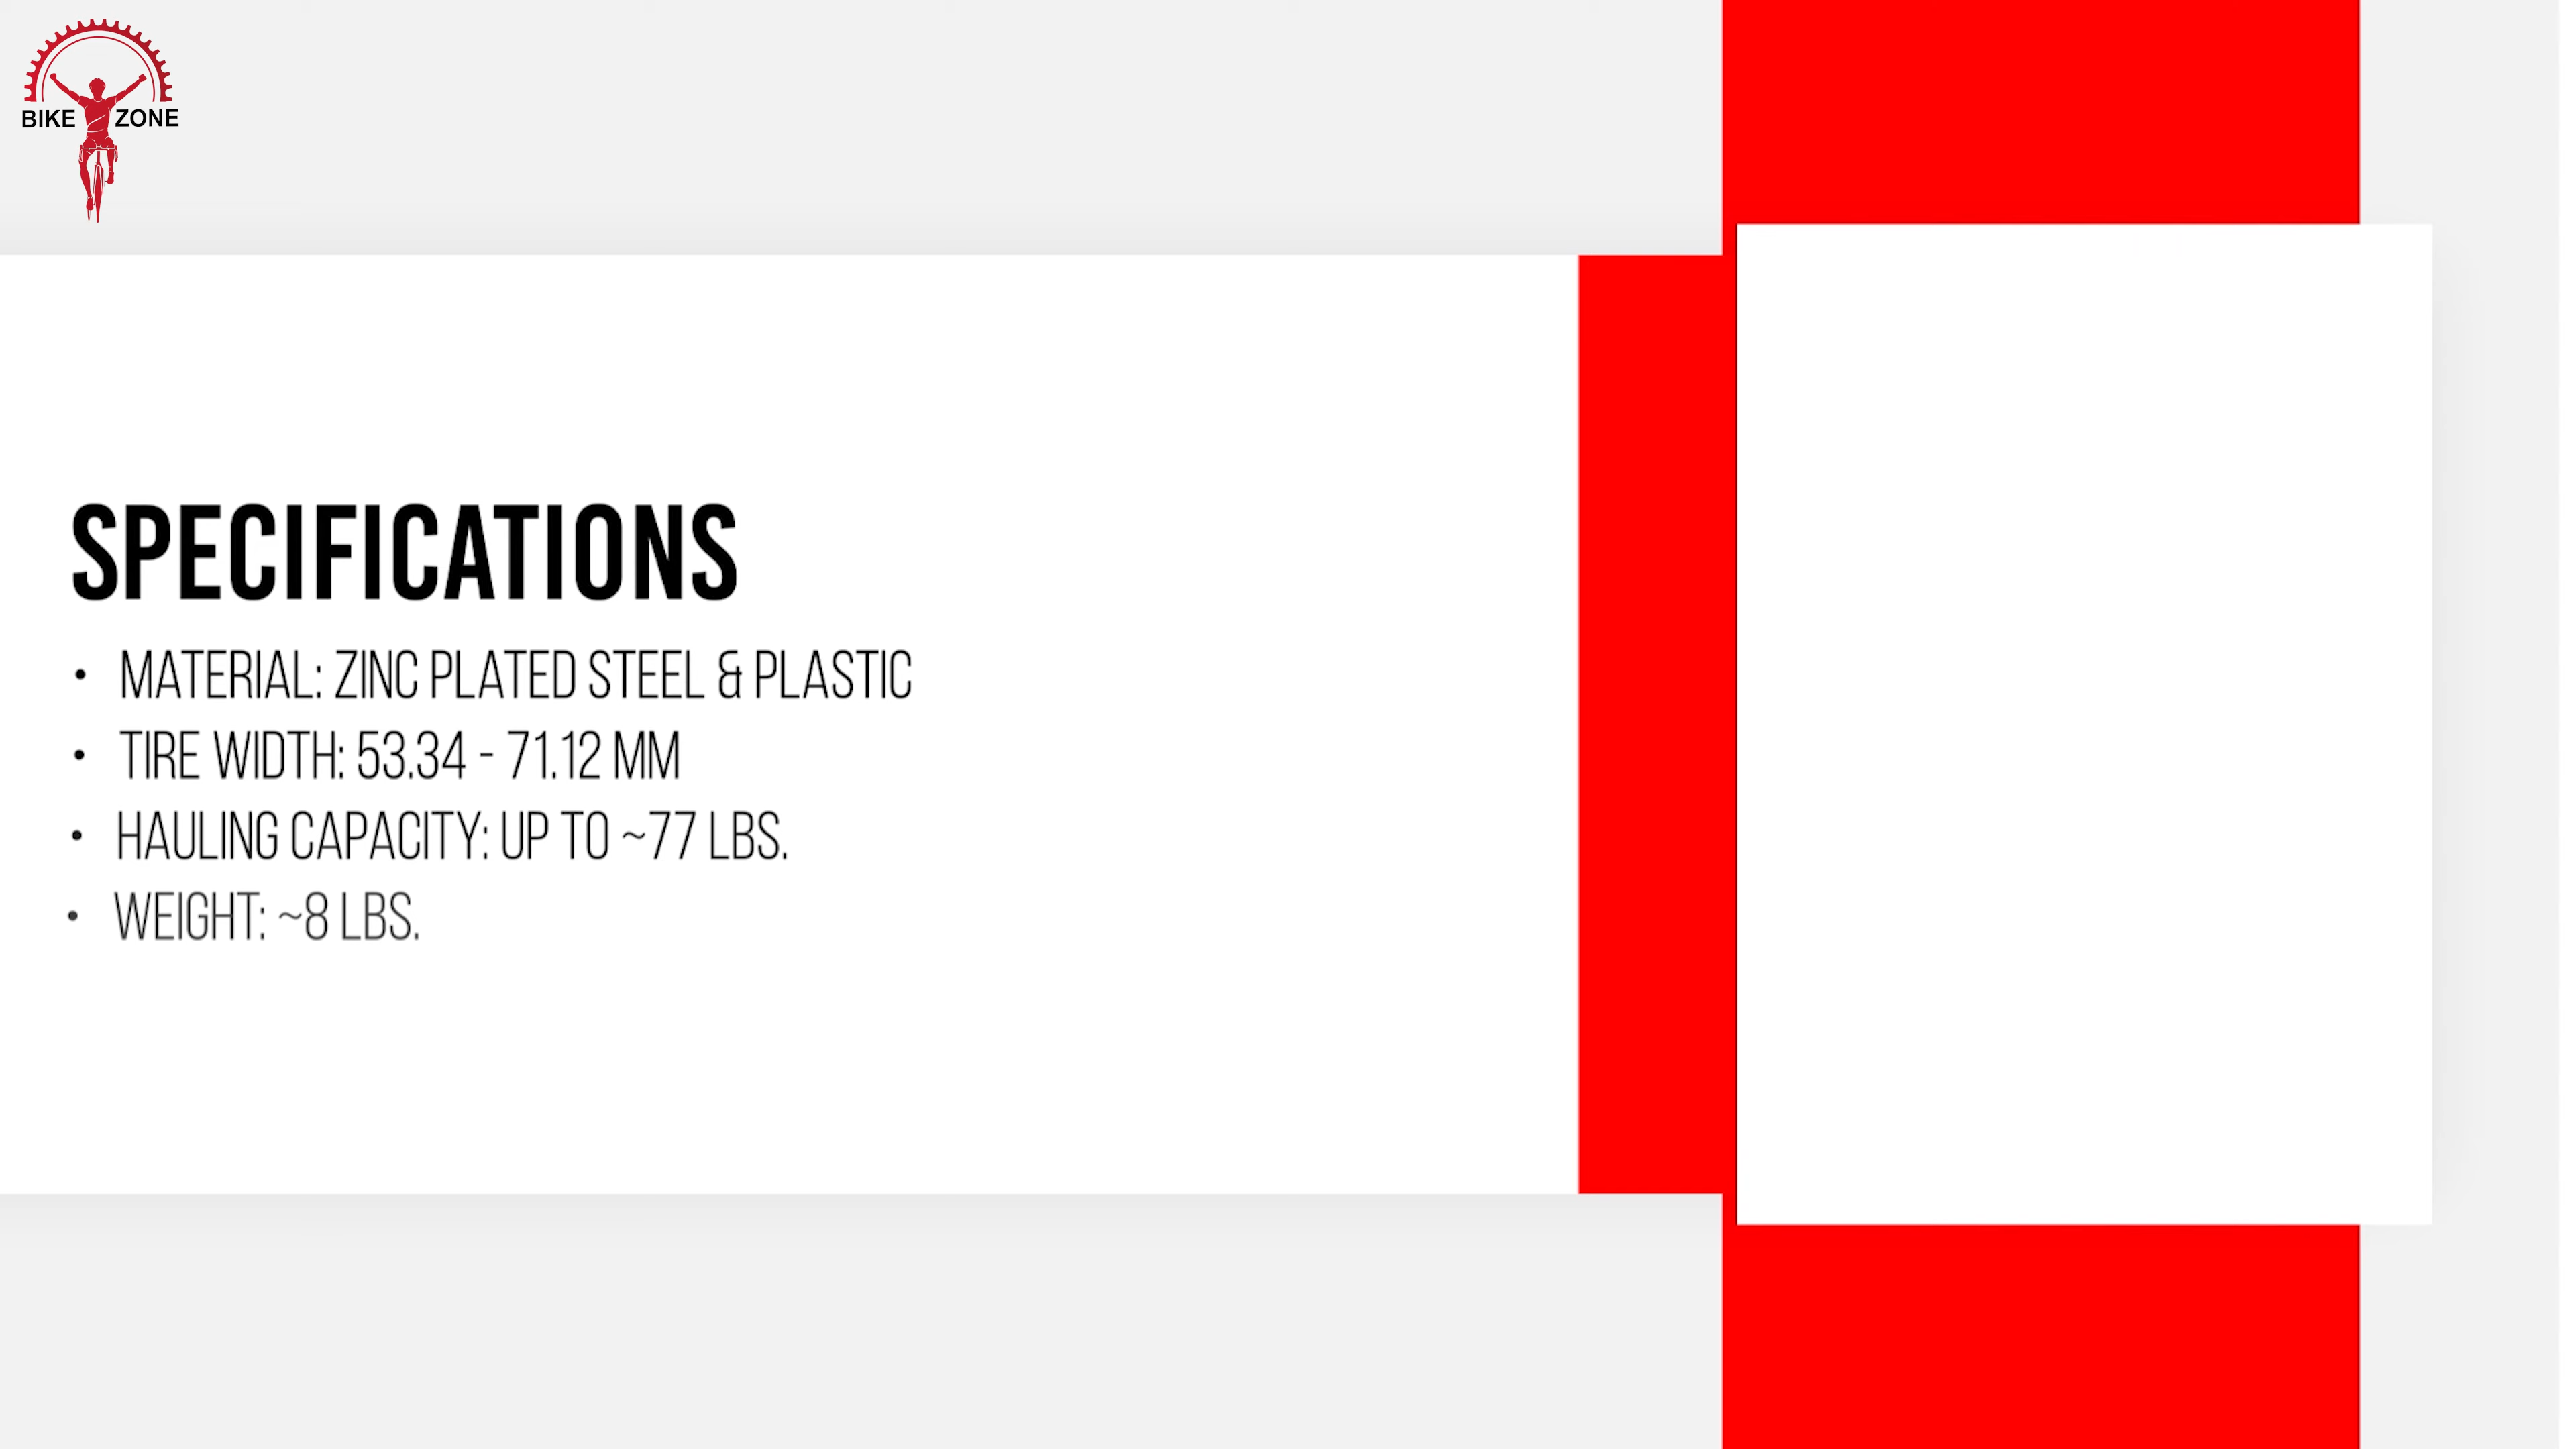 BIKE ZONE
SPECIFICATIONS
• MATERIAL: ZINC PLATED STEEL & PLASTIC
• TIRE WIDTH: 53.34 - 71.12 MM
• HAULING CAPACITY: UP TO ~77 LBS.
• WEIGHT: ~8 LBS.